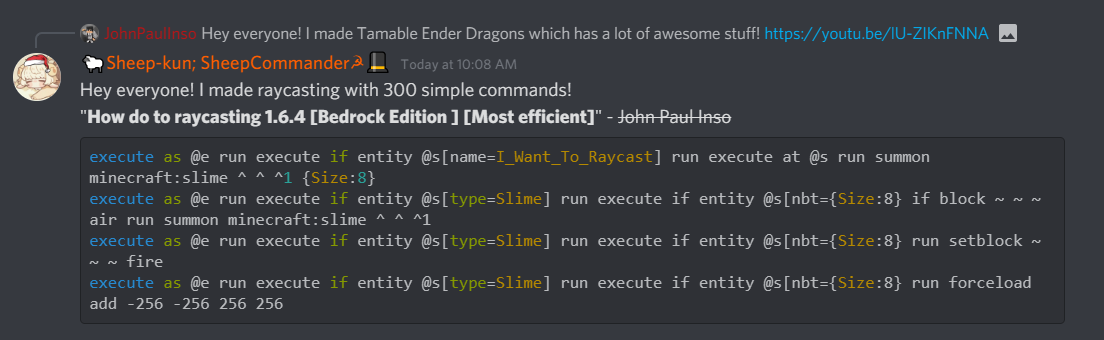 JohnPaulInso Hey everyone! I made Tamable Ender Dragons which has a lot of awesome stuff! https://youtu.be/lU-ZIKnFNNA
Sheep-kun; SheepCommander☭ Today at 10:08 AM
Hey everyone! I made raycasting with 300 simple commands!
"How do to raycasting 1.6.4 [Bedrock Edition ] [Most efficient]" - John Paul Inso
execute as @e run execute if entity @s[name=I_Want_To_Raycast] run execute at @s run summon
minecraft:slime ^ ^ ^1 {Size:8}
execute as @e run execute if entity @s[type=Slime] run execute if entity @s[nbt={Size:8} if block ~ ~ ~
air run summon minecraft:slime ^ ^ ^1
execute as @e run execute if entity @s[type=Slime] run execute if entity @s[nbt={Size:8} run setblock ~
~ ~ fire
execute as @e run execute if entity @s[type=Slime] run execute if entity @s[nbt={Size:8} run forceload
add -256 -256 256 256